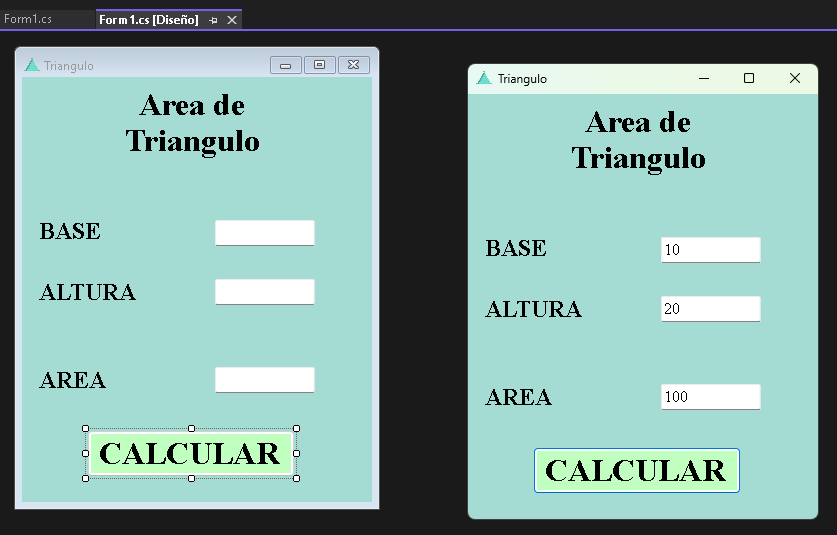 Form1.cs
Form1.cs [Diseño]
Triangulo
Area de
Triangulo
BASE
ALTURA
AREA
CALCULAR
Triangulo
Area de
Triangulo
BASE 10
ALTURA 20
AREA 100
CALCULAR